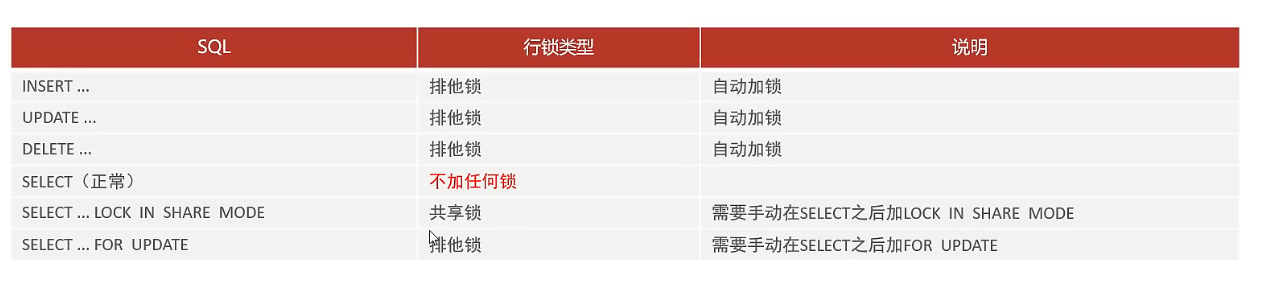 SQL 行锁类型 说明
INSERT ... 排他锁 自动加锁
UPDATE ... 排他锁 自动加锁
DELETE ... 排他锁 自动加锁
SELECT（正常） 不加任何锁
SELECT ... LOCK IN SHARE MODE 共享锁 需要手动在SELECT之后加LOCK IN SHARE MODE
SELECT ... FOR UPDATE 排他锁 需要手动在SELECT之后加FOR UPDATE